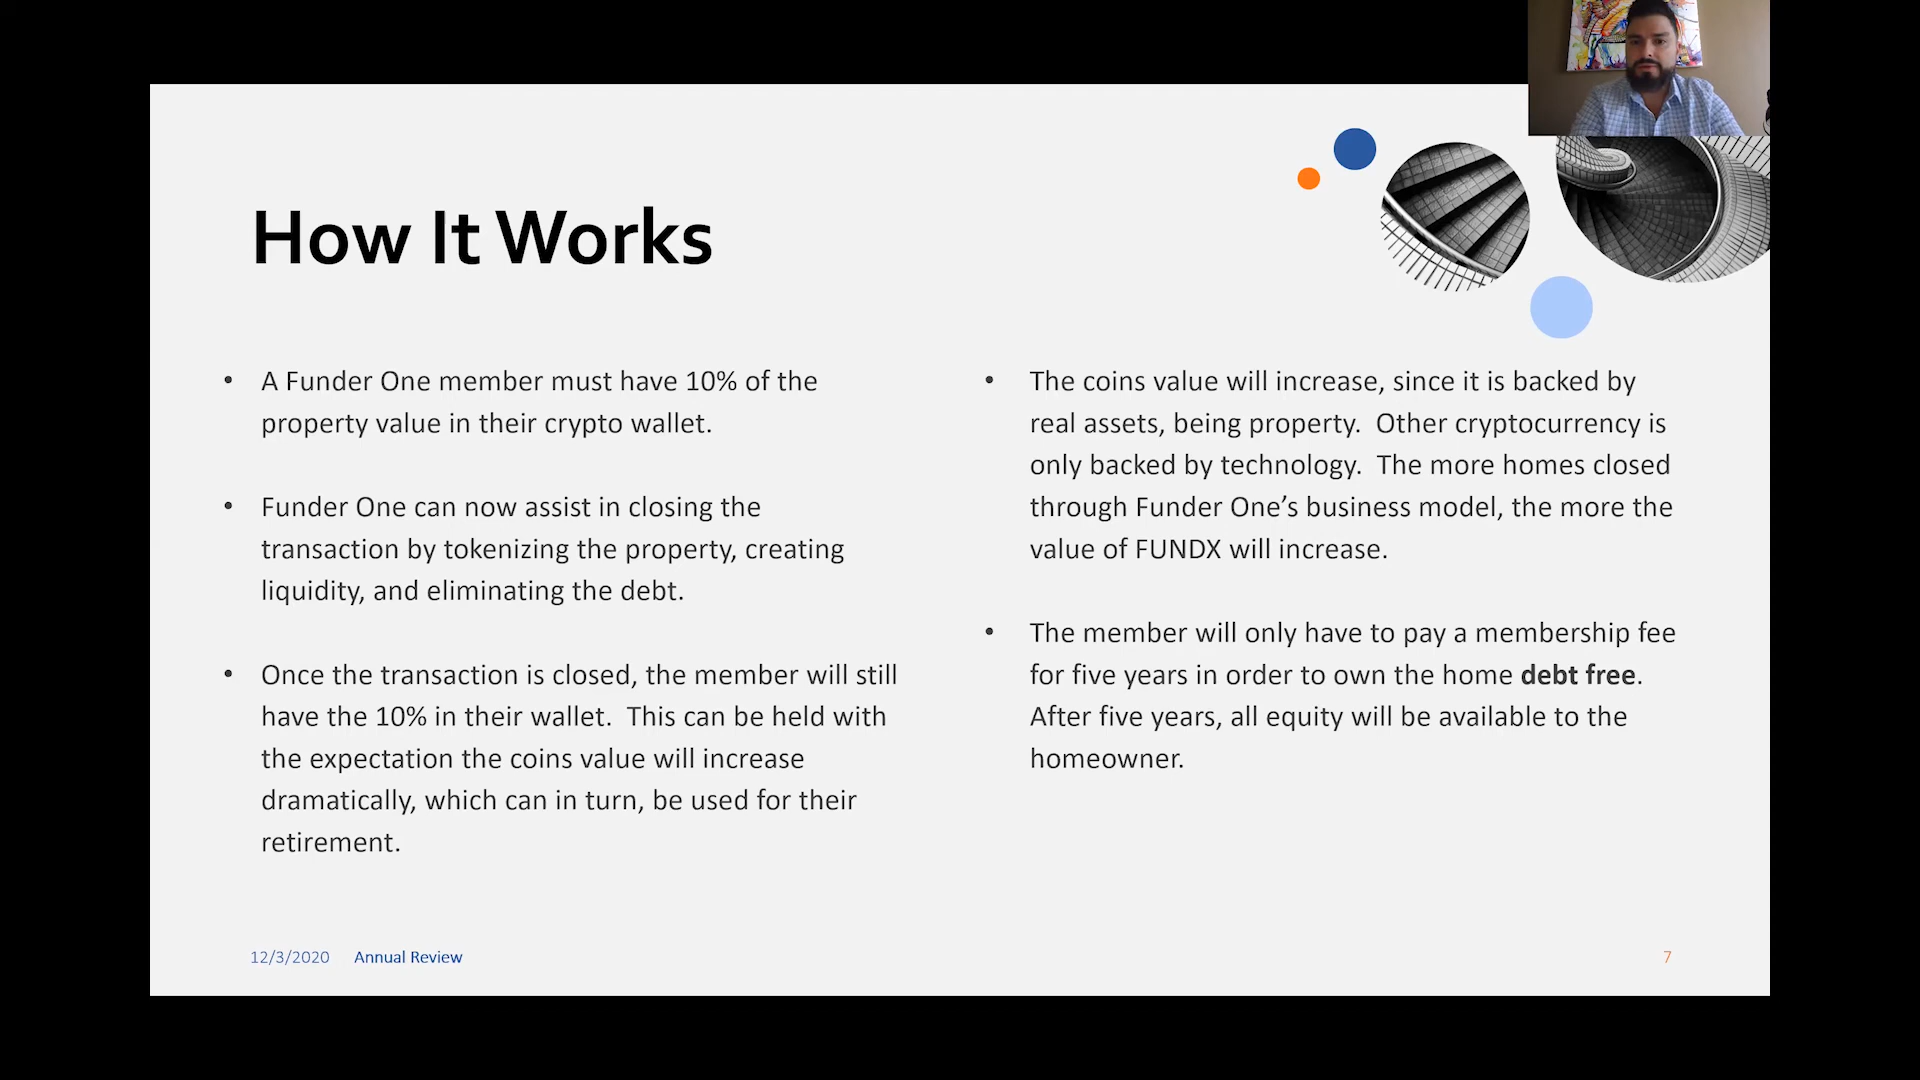 How It Works
• A Funder One member must have 10% of the
property value in their crypto wallet.
• Funder One can now assist in closing the
transaction by tokenizing the property, creating
liquidity, and eliminating the debt.
• Once the transaction is closed, the member will still
have the 10% in their wallet.  This can be held with
the expectation the coins value will increase
dramatically, which can in turn, be used for their
retirement.
• The coins value will increase, since it is backed by
real assets, being property.  Other cryptocurrency is
only backed by technology.  The more homes closed
through Funder One’s business model, the more the
value of FUNDX will increase.
• The member will only have to pay a membership fee
for five years in order to own the home debt free.
After five years, all equity will be available to the
homeowner.
12/3/2020 Annual Review 7